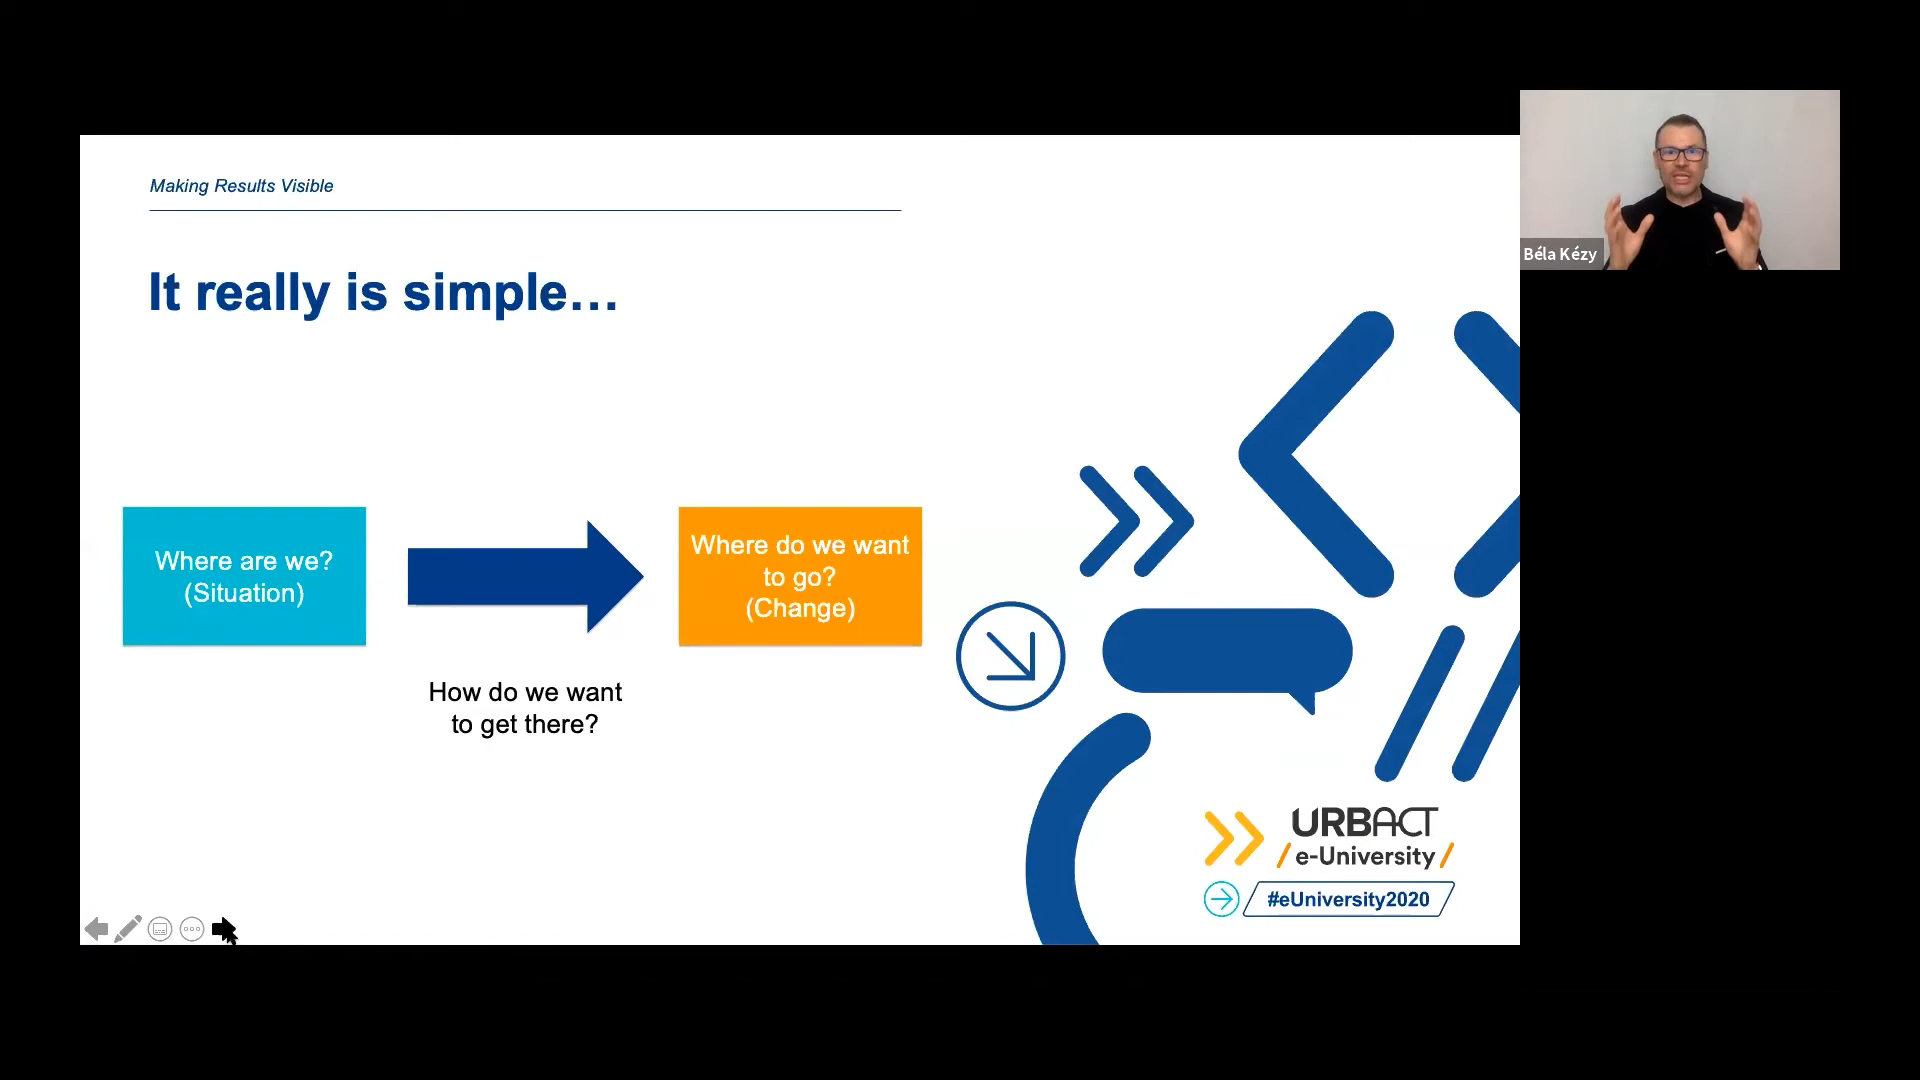 Making Results Visible
It really is simple…
Where are we?
(Situation)
How do we want
to get there?
Where do we want
to go?
(Change)
URBACT
/ e-University /
#eUniversity2020
Béla Kézy